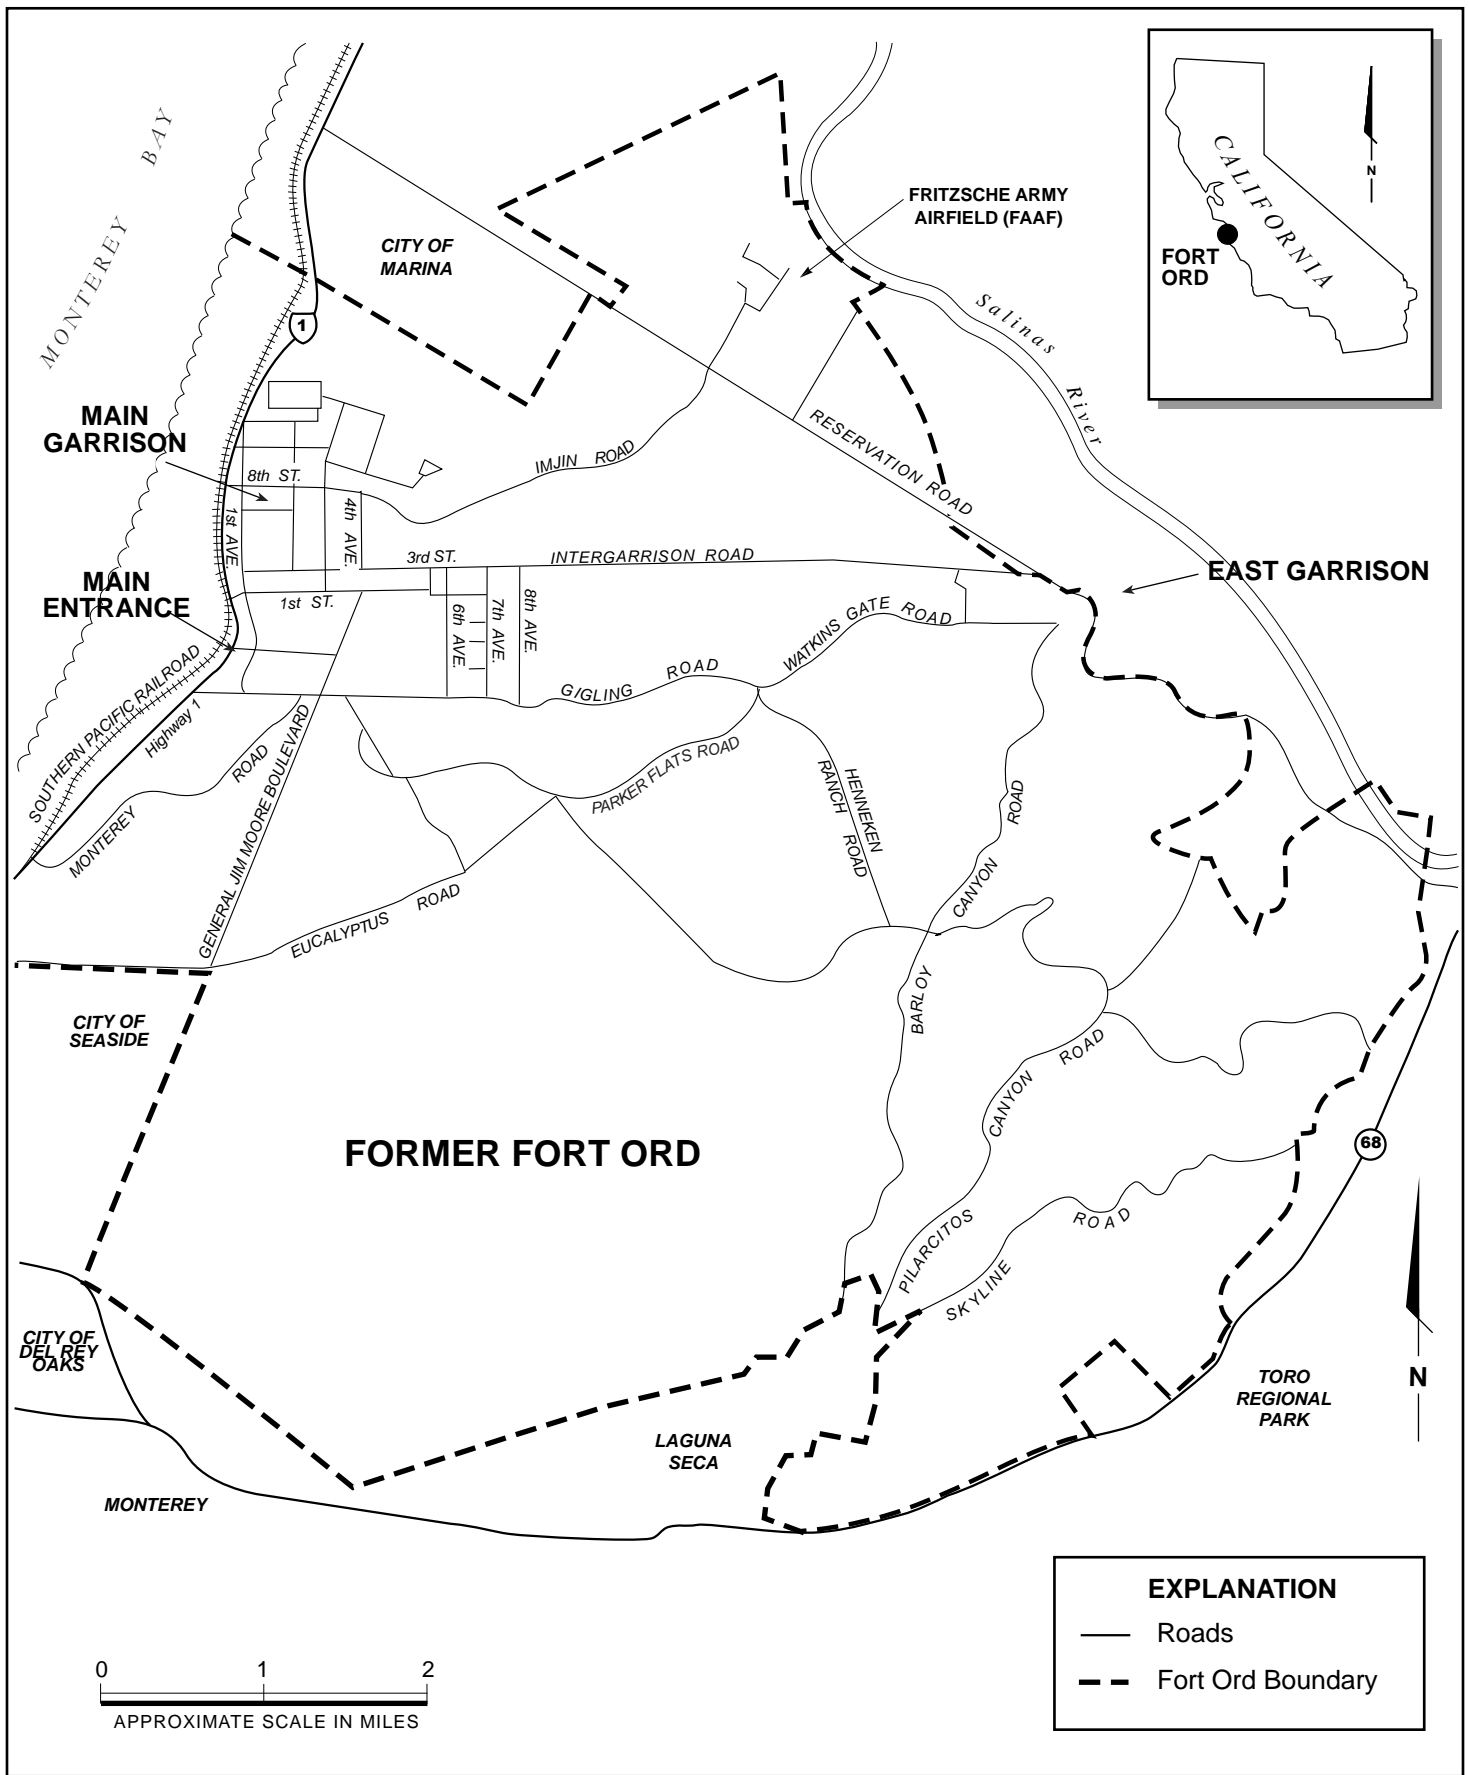 MONTEREY BAY
CITY OF
MARINA
FRITZSCHE ARMY
AIRFIELD (FAAF)
CALIFORNIA
N
FORT
ORD
Salinas
River
1
MAIN
GARRISON
8th ST.
1st AVE.
4th AVE.
IMJIN ROAD
RESERVATION ROAD
3rd ST.
INTERGARRISON ROAD
EAST GARRISON
MAIN
ENTRANCE
1st ST.
6th AVE.
7th AVE.
8th AVE.
WATKINS GATE ROAD
GIGLING ROAD
SOUTHERN PACIFIC RAILROAD
Highway 1
MONTEREY ROAD
GENERAL JIM MOORE BOULEVARD
PARKER FLATS ROAD
HENNEKEN
RANCH ROAD
EUCALYPTUS ROAD
BARLOY CANYON ROAD
CITY OF
SEASIDE
PILARCITOS CANYON ROAD
FORMER FORT ORD
68
SKYLINE ROAD
CITY OF
DEL REY
OAKS
TORO
REGIONAL
PARK
N
LAGUNA
SECA
MONTEREY
EXPLANATION
Roads
Fort Ord Boundary
0 1 2
APPROXIMATE SCALE IN MILES